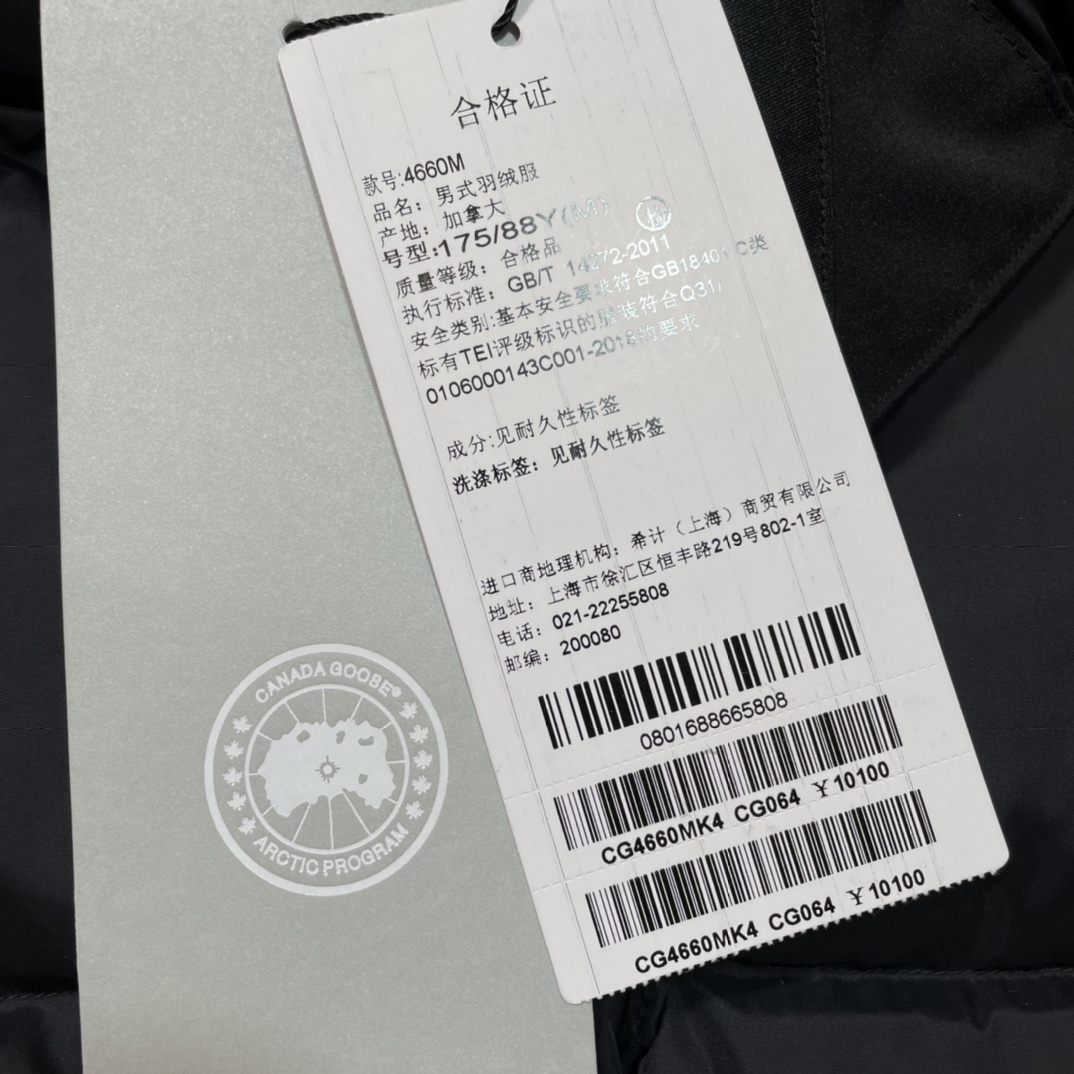 合格证
款号:4660M
品名：男式羽绒服
产地：加拿大
号型:175/88Y(M)
检
质量等级：合格品
执行标准：GB/T 14272-2011
安全类别:基本安全要求符合GB18401 C类
标有TEI评级标识的服装符合Q31/
0106000143C001-2018的要求
成分:见耐久性标签
洗涤标签：见耐久性标签
进口商地理机构：希计（上海）商贸有限公司
地址：上海市徐汇区恒丰路219号802-1室
电话：021-22255808
邮编：200080
0801688665808
CG4660MK4 CG064 ¥10100
CG4660MK4 CG064 ¥10100
CANADA GOOSE®
ARCTIC PROGRAM